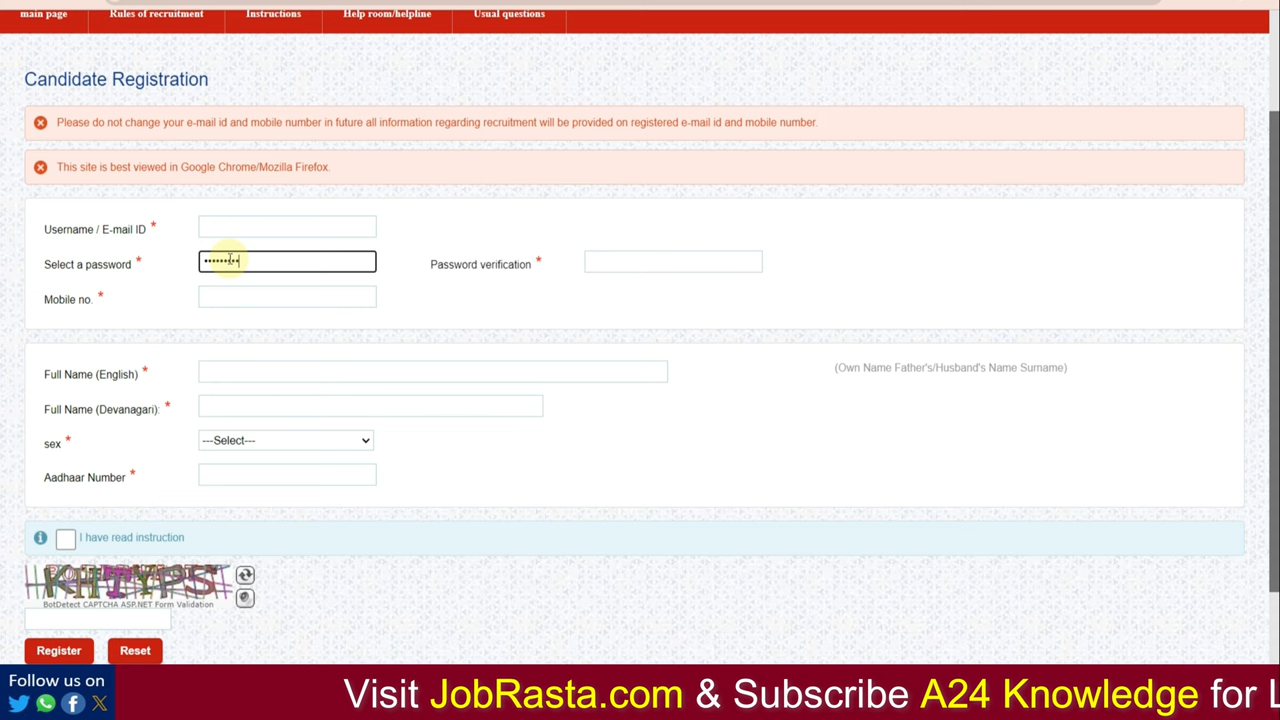 main page Rules of recruitment Instructions Help room/helpline Usual questions
Candidate Registration
Please do not change your e-mail id and mobile number in future all information regarding recruitment will be provided on registered e-mail id and mobile number.
This site is best viewed in Google Chrome/Mozilla Firefox.
Username / E-mail ID *
Select a password * Password verification *
Mobile no. *
Full Name (English) * (Own Name Father's/Husband's Name Surname)
Full Name (Devanagari): *
sex * ---Select---
Aadhaar Number *
I have read instruction
BotDetect CAPTCHA ASP.NET Form Validation
Register Reset
Follow us on
Visit JobRasta.com & Subscribe A24 Knowledge for L